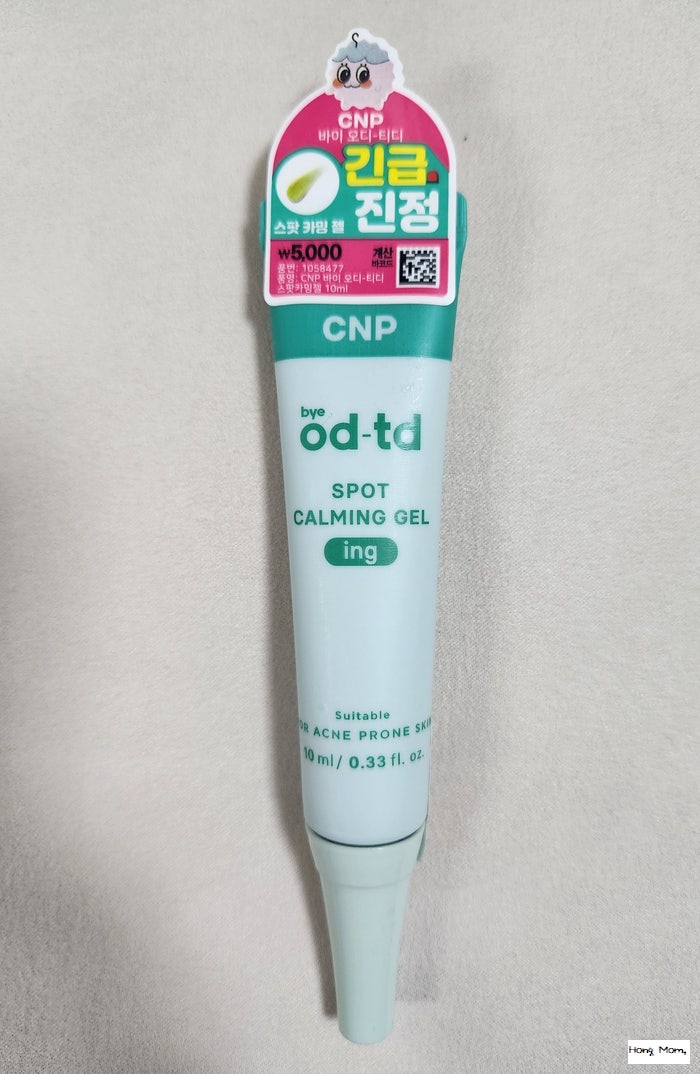 CNP
바이 오디-티디
긴급
진정
스팟 카밍 젤
₩5,000
계산
바코드
품번: 1058477
품명: CNP 바이 오디-티디
스팟카밍젤 10ml
CNP
bye
od-td
SPOT
CALMING GEL
ing
Suitable
OR ACNE PRONE SKIN
10 ml / 0.33 fl. oz.
Hong Mom,